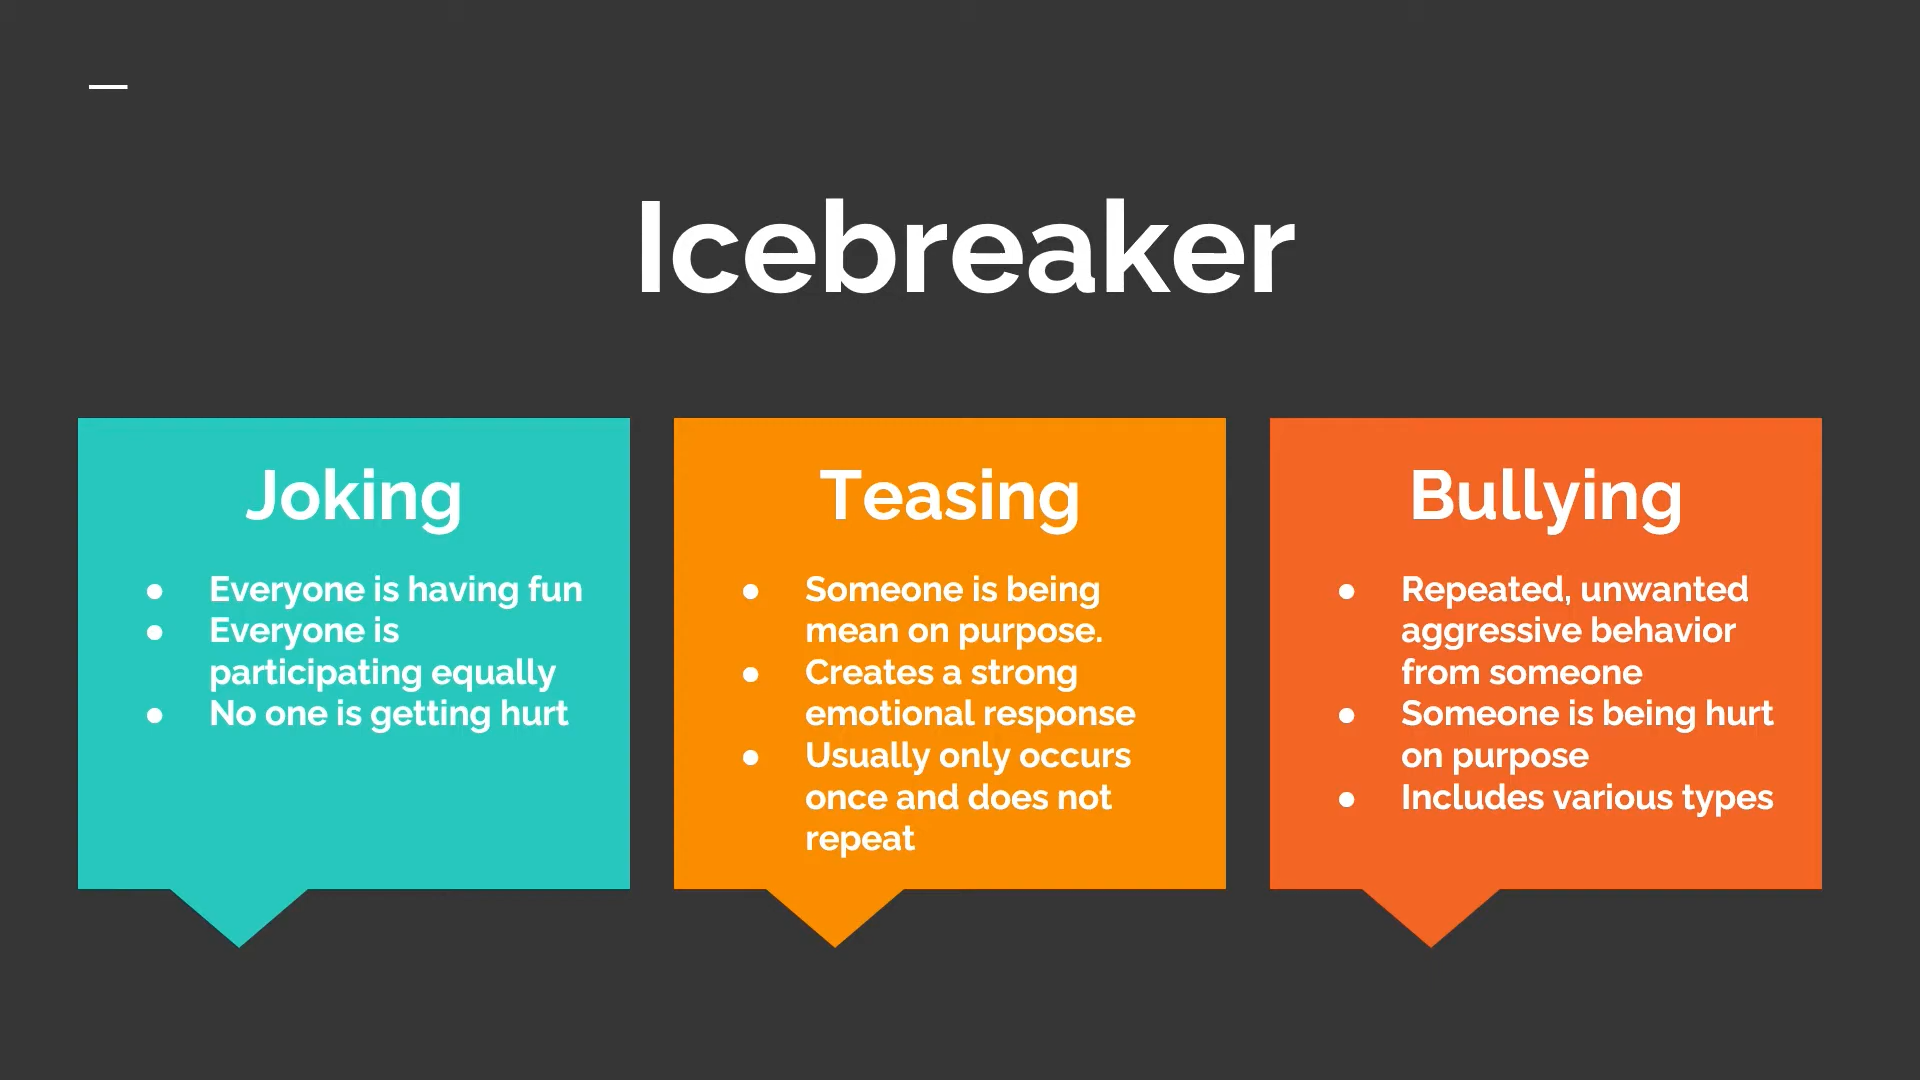 Icebreaker
Joking
● Everyone is having fun
● Everyone is
participating equally
● No one is getting hurt
Teasing
● Someone is being
mean on purpose.
● Creates a strong
emotional response
● Usually only occurs
once and does not
repeat
Bullying
● Repeated, unwanted
aggressive behavior
from someone
● Someone is being hurt
on purpose
● Includes various types